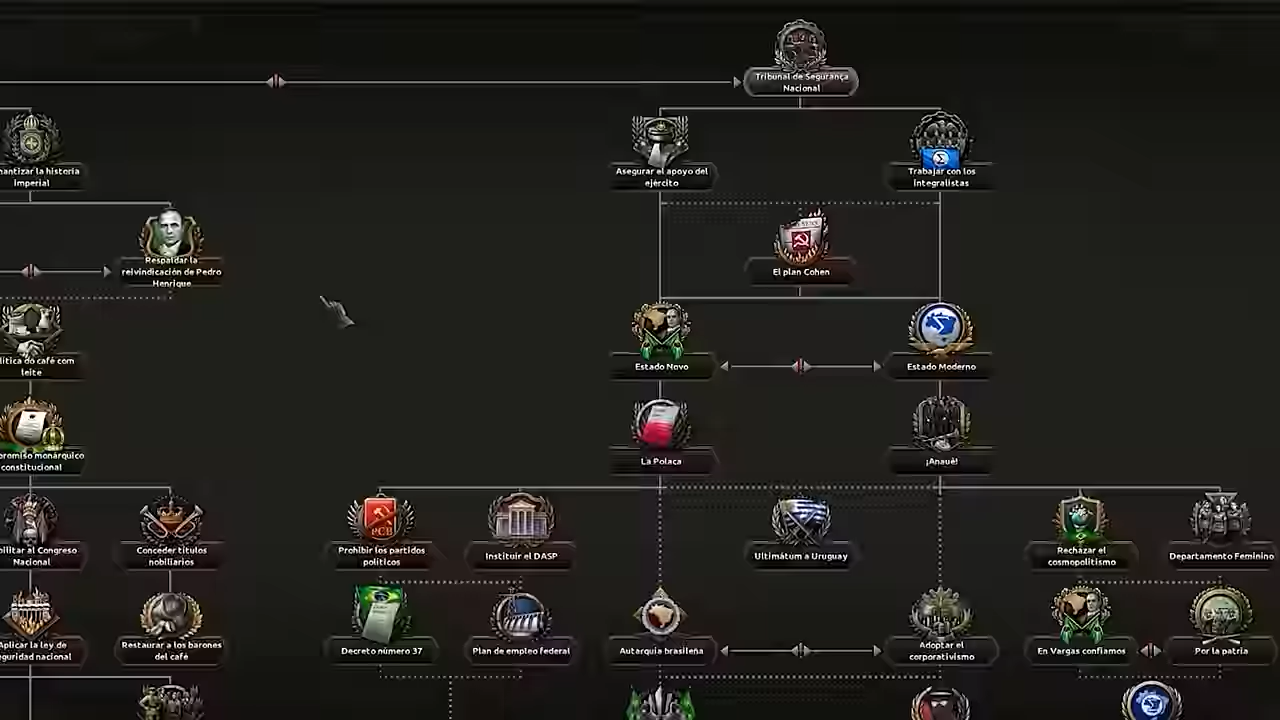 Tribunal de Segurança
Nacional
mantizar la historia
imperial
Asegurar el apoyo del
ejército
Trabajar con los
integralistas
Respaldar la
reivindicación de Pedro
Henrique
El plan Cohen
lítica do café com
leite
Estado Novo
Estado Moderno
promiso monárquico
constitucional
La Polaca
¡Anauê!
bilitar al Congreso
Nacional
Conceder títulos
nobiliarios
PCB
Prohibir los partidos
políticos
Instituir el DASP
Ultimátum a Uruguay
Rechazar el
cosmopolitismo
Departamento Feminino
Aplicar la ley de
guridad nacional
Restaurar a los barones
del café
Decreto número 37
Plan de empleo federal
Autarquía brasileña
Adoptar el
corporativismo
En Vargas confiamos
Por la patria